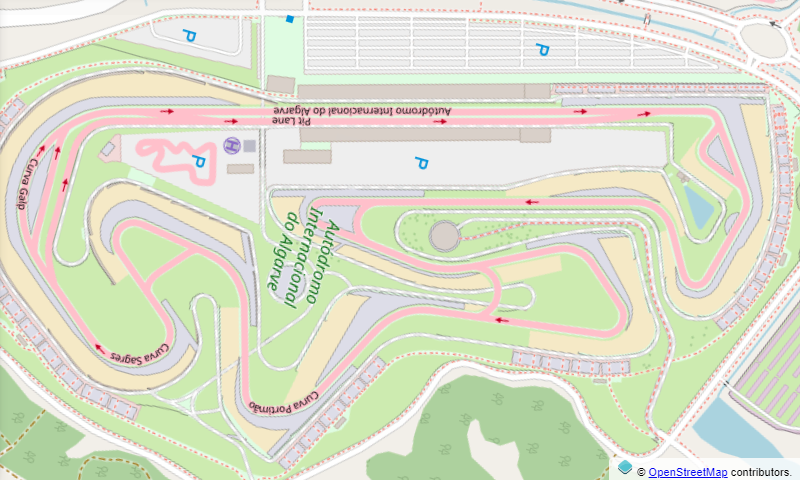 P
P
Autódromo Internacional do Algarve
Pit Lane
H
P
P
Curva Galp
Autódromo
Internacional
do Algarve
Curva Sagres
Curva Portimão
© OpenStreetMap contributors.